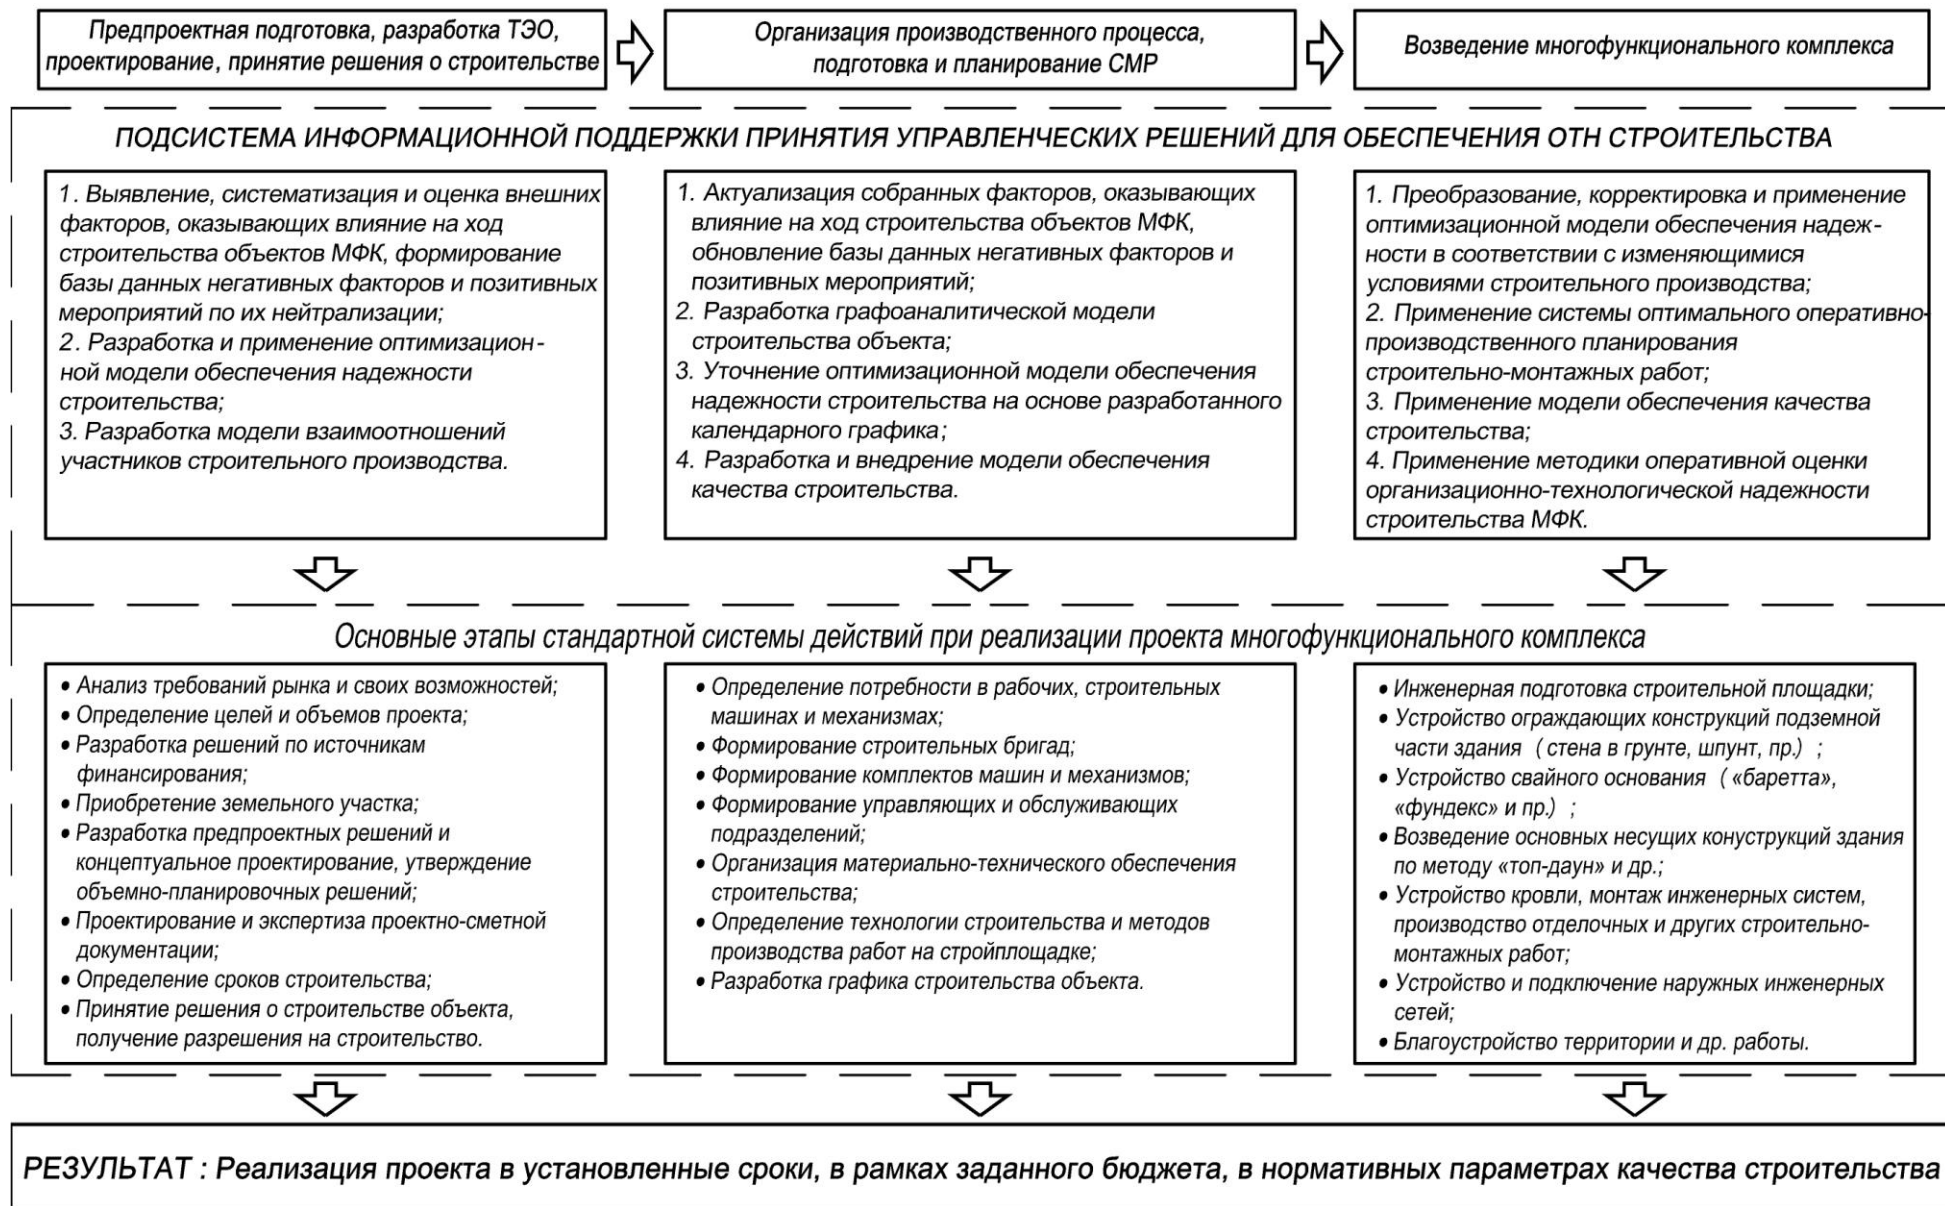 Предпроектная подготовка, разработка ТЭО,
проектирование, принятие решения о строительстве
Организация производственного процесса,
подготовка и планирование СМР
Возведение многофункционального комплекса
ПОДСИСТЕМА ИНФОРМАЦИОННОЙ ПОДДЕРЖКИ ПРИНЯТИЯ УПРАВЛЕНЧЕСКИХ РЕШЕНИЙ ДЛЯ ОБЕСПЕЧЕНИЯ ОТН СТРОИТЕЛЬСТВА
1. Выявление, систематизация и оценка внешних
факторов, оказывающих влияние на ход
строительства объектов МФК, формирование
базы данных негативных факторов и позитивных
мероприятий по их нейтрализации;
2. Разработка и применение оптимизацион-
ной модели обеспечения надежности
строительства;
3. Разработка модели взаимоотношений
участников строительного производства.
1. Актуализация собранных факторов, оказывающих
влияние на ход строительства объектов МФК,
обновление базы данных негативных факторов и
позитивных мероприятий;
2. Разработка графоаналитической модели
строительства объекта;
3. Уточнение оптимизационной модели обеспечения
надежности строительства на основе разработанного
календарного графика;
4. Разработка и внедрение модели обеспечения
качества строительства.
1. Преобразование, корректировка и применение
оптимизационной модели обеспечения надеж-
ности в соответствии с изменяющимися
условиями строительного производства;
2. Применение системы оптимального оперативно-
производственного планирования
строительно-монтажных работ;
3. Применение модели обеспечения качества
строительства;
4. Применение методики оперативной оценки
организационно-технологической надежности
строительства МФК.
Основные этапы стандартной системы действий при реализации проекта многофункционального комплекса
• Анализ требований рынка и своих возможностей;
• Определение целей и объемов проекта;
• Разработка решений по источникам
финансирования;
• Приобретение земельного участка;
• Разработка предпроектных решений и
концептуальное проектирование, утверждение
объемно-планировочных решений;
• Проектирование и экспертиза проектно-сметной
документации;
• Определение сроков строительства;
• Принятие решения о строительстве объекта,
получение разрешения на строительство.
• Определение потребности в рабочих, строительных
машинах и механизмах;
• Формирование строительных бригад;
• Формирование комплектов машин и механизмов;
• Формирование управляющих и обслуживающих
подразделений;
• Организация материально-технического обеспечения
строительства;
• Определение технологии строительства и методов
производства работ на стройплощадке;
• Разработка графика строительства объекта.
• Инженерная подготовка строительной площадки;
• Устройство ограждающих конструкций подземной
части здания ( стена в грунте, шпунт, пр.) ;
• Устройство свайного основания ( «баретта»,
«фундекс» и пр.) ;
• Возведение основных несущих конуструкций здания
по методу «топ-даун» и др.;
• Устройство кровли, монтаж инженерных систем,
производство отделочных и других строительно-
монтажных работ;
• Устройство и подключение наружных инженерных
сетей;
• Благоустройство территории и др. работы.
РЕЗУЛЬТАТ : Реализация проекта в установленные сроки, в рамках заданного бюджета, в нормативных параметрах качества строительства